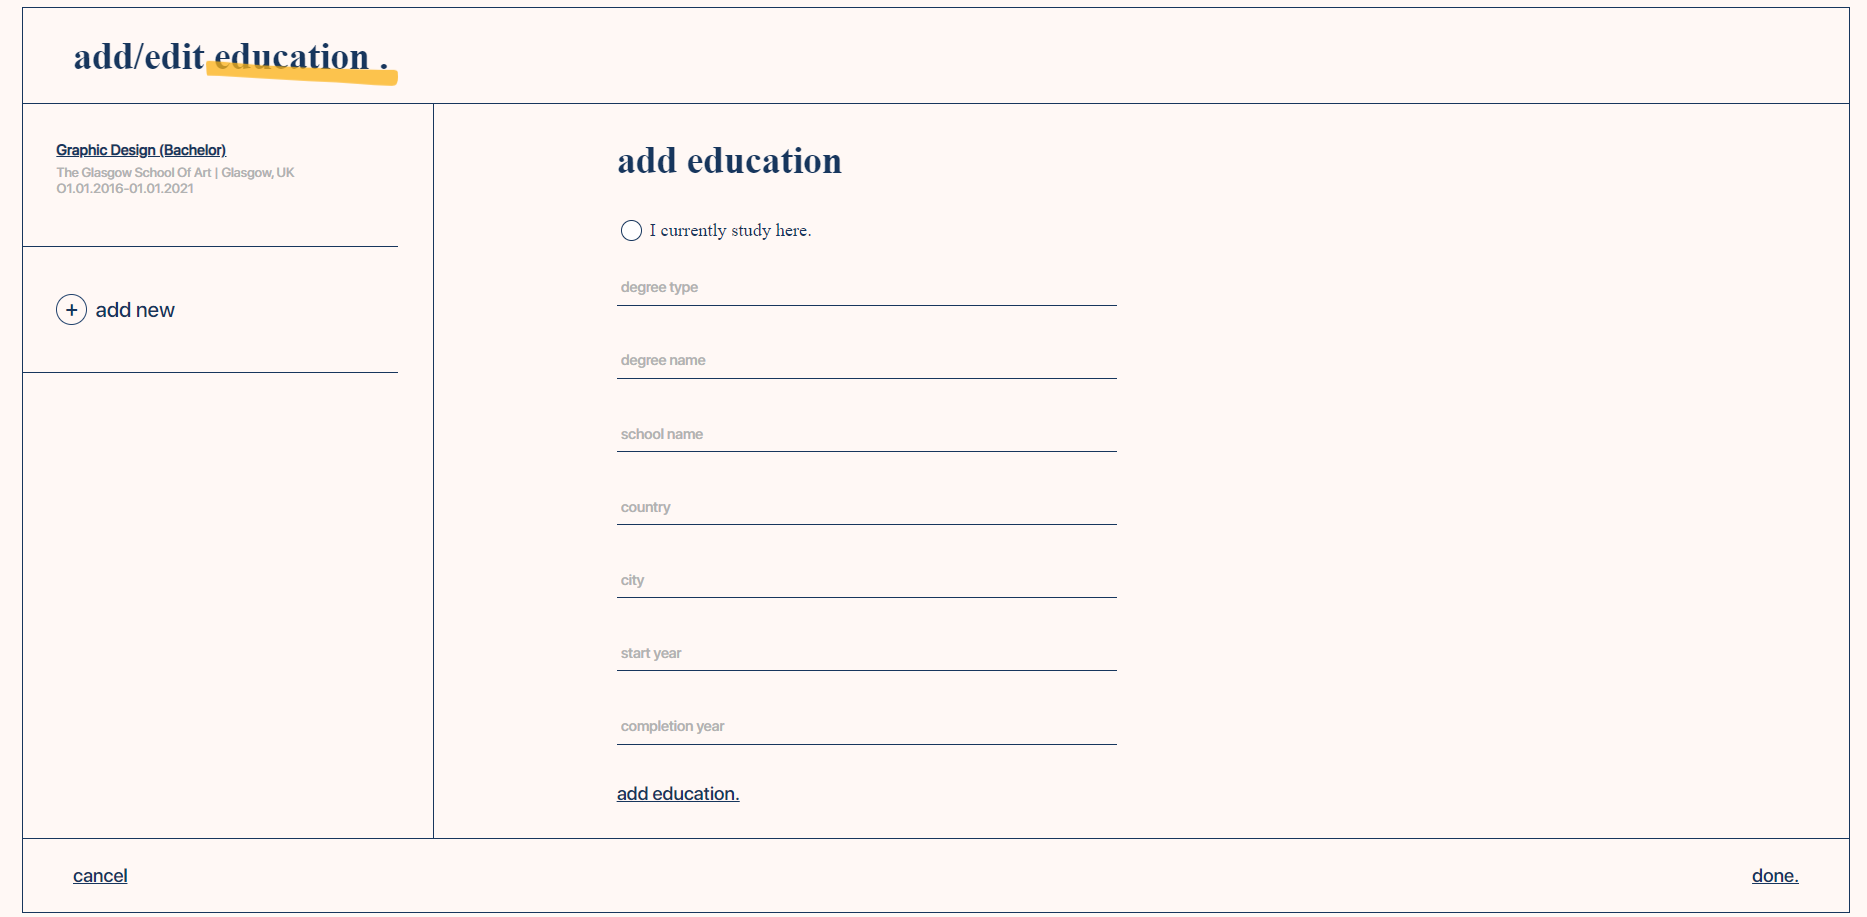 add/edit education .
Graphic Design (Bachelor)
The Glasgow School Of Art | Glasgow, UK
O1.01.2016-01.01.2021
+ add new
add education
I currently study here.
degree type
degree name
school name
country
city
start year
completion year
add education.
cancel
done.